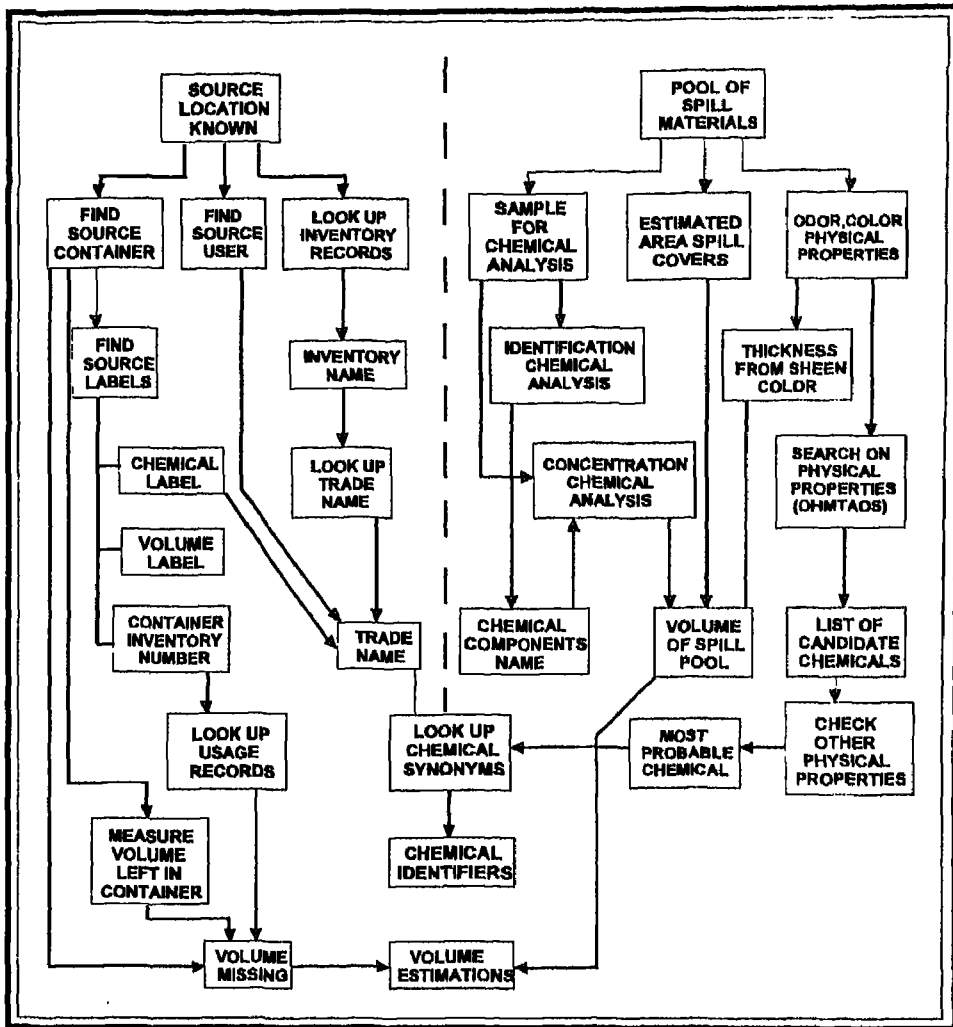 SOURCE
LOCATION
KNOWN
POOL OF
SPILL
MATERIALS
FIND
SOURCE
CONTAINER
FIND
SOURCE
USER
LOOK UP
INVENTORY
RECORDS
SAMPLE
FOR
CHEMICAL
ANALYSIS
ESTIMATED
AREA SPILL
COVERS
ODOR,COLOR
PHYSICAL
PROPERTIES
FIND
SOURCE
LABELS
INVENTORY
NAME
IDENTIFICATION
CHEMICAL
ANALYSIS
THICKNESS
FROM SHEEN
COLOR
CHEMICAL
LABEL
LOOK UP
TRADE
NAME
CONCENTRATION
CHEMICAL
ANALYSIS
SEARCH ON
PHYSICAL
PROPERTIES
(OHMTADS)
VOLUME
LABEL
CONTAINER
INVENTORY
NUMBER
TRADE
NAME
CHEMICAL
COMPONENTS
NAME
VOLUME
OF SPILL
POOL
LIST OF
CANDIDATE
CHEMICALS
LOOK UP
USAGE
RECORDS
LOOK UP
CHEMICAL
SYNONYMS
MOST
PROBABLE
CHEMICAL
CHECK
OTHER
PHYSICAL
PROPERTIES
MEASURE
VOLUME
LEFT IN
CONTAINER
CHEMICAL
IDENTIFIERS
VOLUME
MISSING
VOLUME
ESTIMATIONS